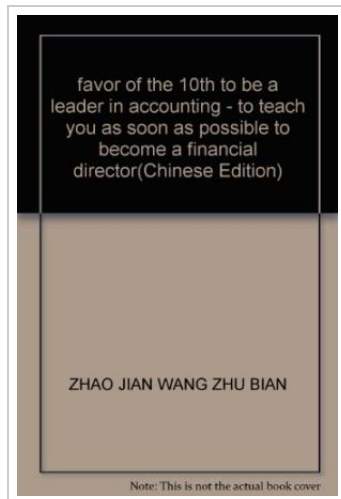 favor of the 10th to be a
leader in accounting - to teach
you as soon as possible to
become a financial
director(Chinese Edition)
ZHAO JIAN WANG ZHU BIAN
Note: This is not the actual book cover